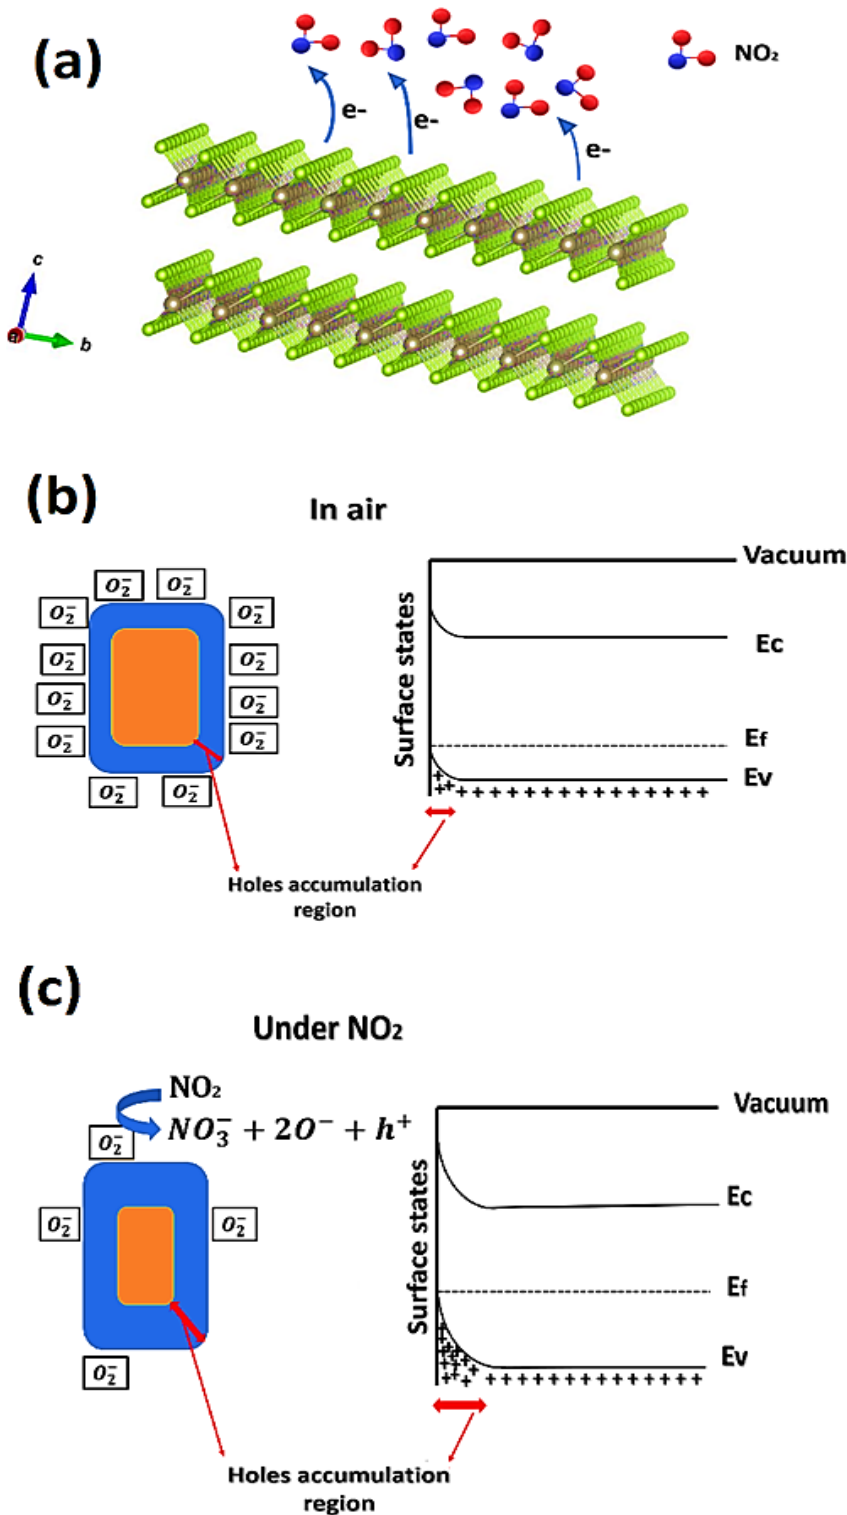 (a)
NO₂
e-
e-
e-
c
a
b
(b)
In air
O₂⁻
O₂⁻
O₂⁻
O₂⁻
O₂⁻
O₂⁻
O₂⁻
O₂⁻
O₂⁻
O₂⁻
O₂⁻
O₂⁻
Surface states
Vacuum
Ec
Ef
Ev
+ + + + + + + + + + + + + + + + + + +
Holes accumulation
region
(c)
Under NO₂
NO₂
NO₃⁻ + 2O⁻ + h⁺
O₂⁻
O₂⁻
O₂⁻
O₂⁻
Surface states
Vacuum
Ec
Ef
Ev
Holes accumulation
region